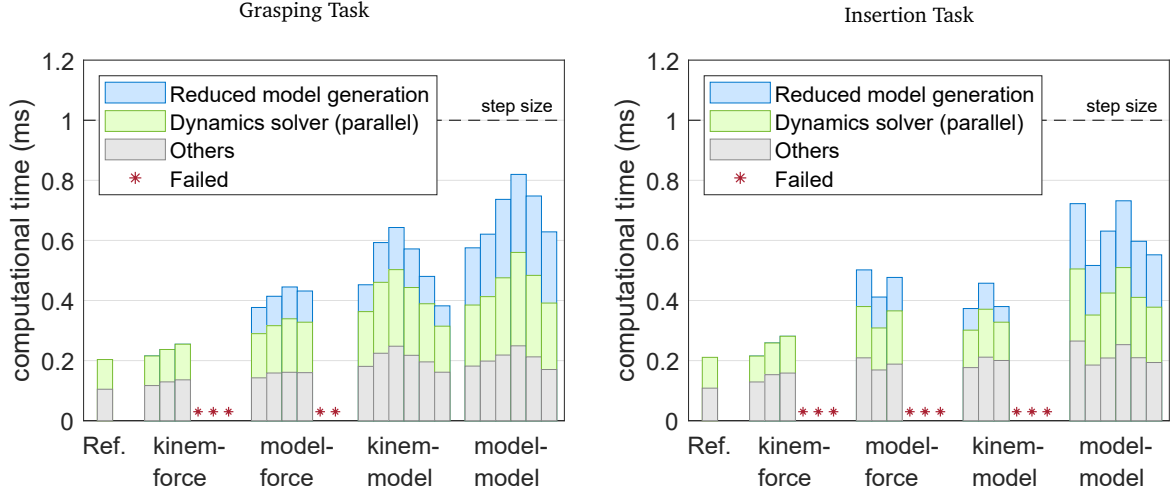 Grasping Task
1.2
1
0.8
0.6
0.4
0.2
0
computational time (ms)
Reduced model generation
Dynamics solver (parallel)
Others
Failed
step size
Ref.
kinem-
force
model-
force
kinem-
model
model-
model
Insertion Task
1.2
1
0.8
0.6
0.4
0.2
0
computational time (ms)
Reduced model generation
Dynamics solver (parallel)
Others
Failed
step size
Ref.
kinem-
force
model-
force
kinem-
model
model-
model